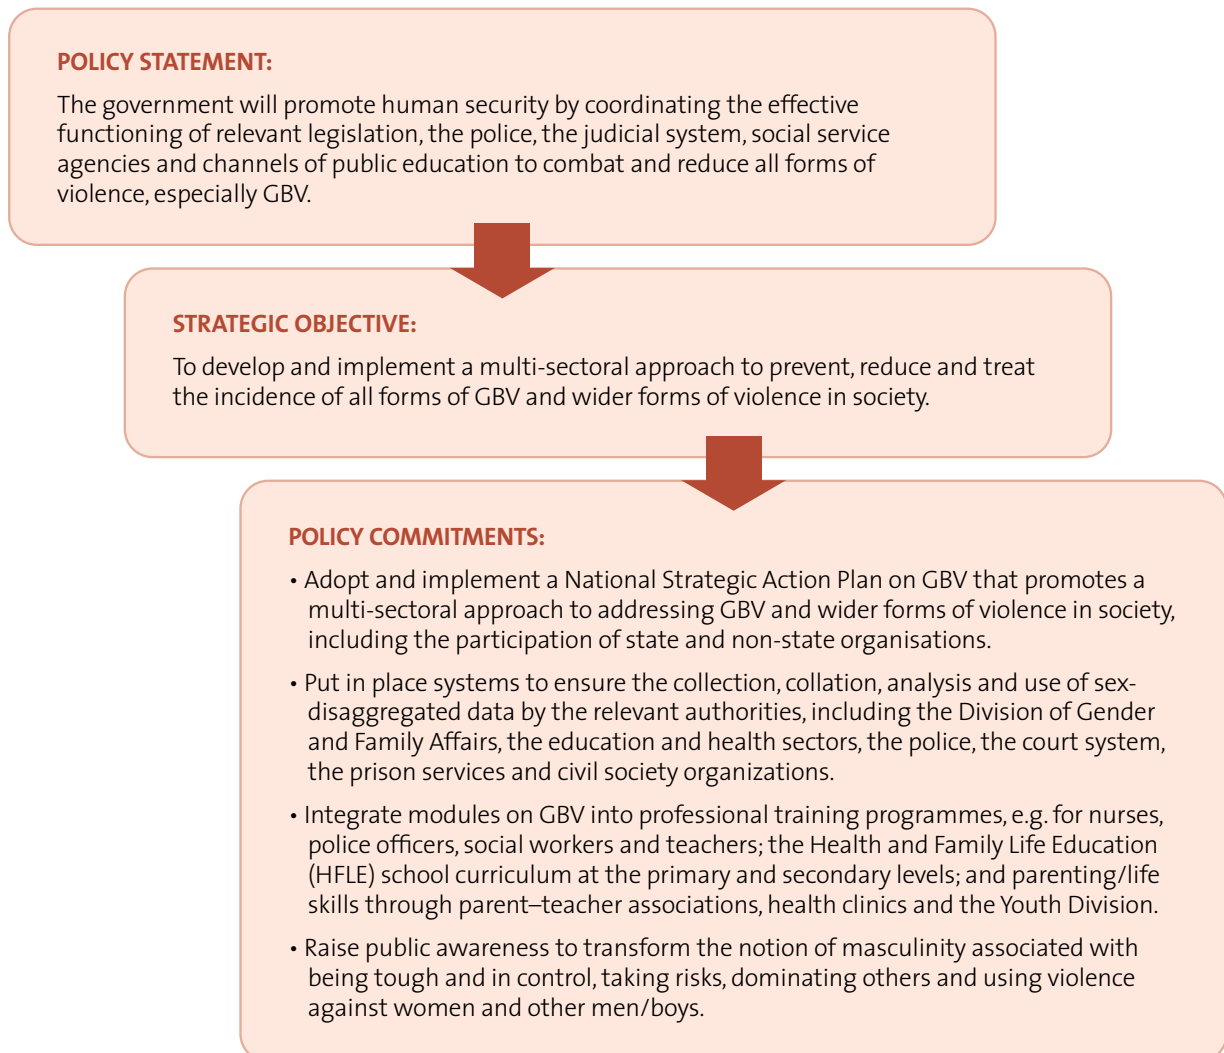 POLICY STATEMENT:
The government will promote human security by coordinating the effective
functioning of relevant legislation, the police, the judicial system, social service
agencies and channels of public education to combat and reduce all forms of
violence, especially GBV.
STRATEGIC OBJECTIVE:
To develop and implement a multi-sectoral approach to prevent, reduce and treat
the incidence of all forms of GBV and wider forms of violence in society.
POLICY COMMITMENTS:
• Adopt and implement a National Strategic Action Plan on GBV that promotes a
multi-sectoral approach to addressing GBV and wider forms of violence in society,
including the participation of state and non-state organisations.
• Put in place systems to ensure the collection, collation, analysis and use of sex-
disaggregated data by the relevant authorities, including the Division of Gender
and Family Affairs, the education and health sectors, the police, the court system,
the prison services and civil society organizations.
• Integrate modules on GBV into professional training programmes, e.g. for nurses,
police officers, social workers and teachers; the Health and Family Life Education
(HFLE) school curriculum at the primary and secondary levels; and parenting/life
skills through parent–teacher associations, health clinics and the Youth Division.
• Raise public awareness to transform the notion of masculinity associated with
being tough and in control, taking risks, dominating others and using violence
against women and other men/boys.